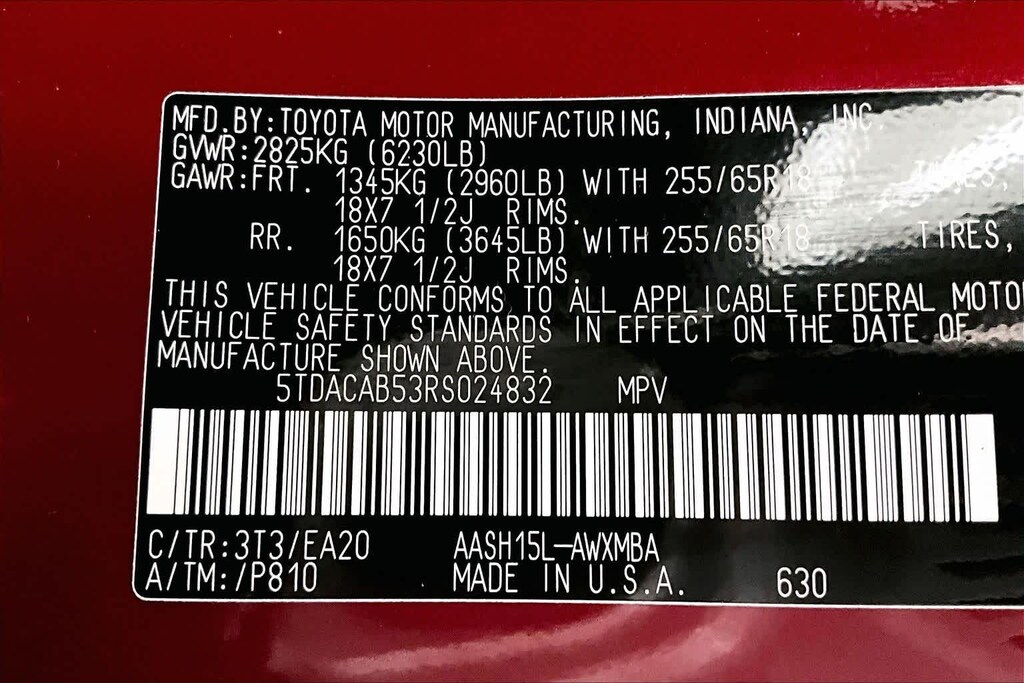 MFD.BY:TOYOTA MOTOR MANUFACTURING, INDIANA, INC.
GVWR:2825KG (6230LB)
GAWR:FRT. 1345KG (2960LB) WITH 255/65R18 TIRES,
18X7 1/2J RIMS.
RR. 1650KG (3645LB) WITH 255/65R18 TIRES,
18X7 1/2J RIMS.
THIS VEHICLE CONFORMS TO ALL APPLICABLE FEDERAL MOTO
VEHICLE SAFETY STANDARDS IN EFFECT ON THE DATE OF
MANUFACTURE SHOWN ABOVE.
5TDACAB53RS024832 MPV
C/TR:3T3/EA20 AASH15L-AWXMBA
A/TM:/P810 MADE IN U.S.A. 630